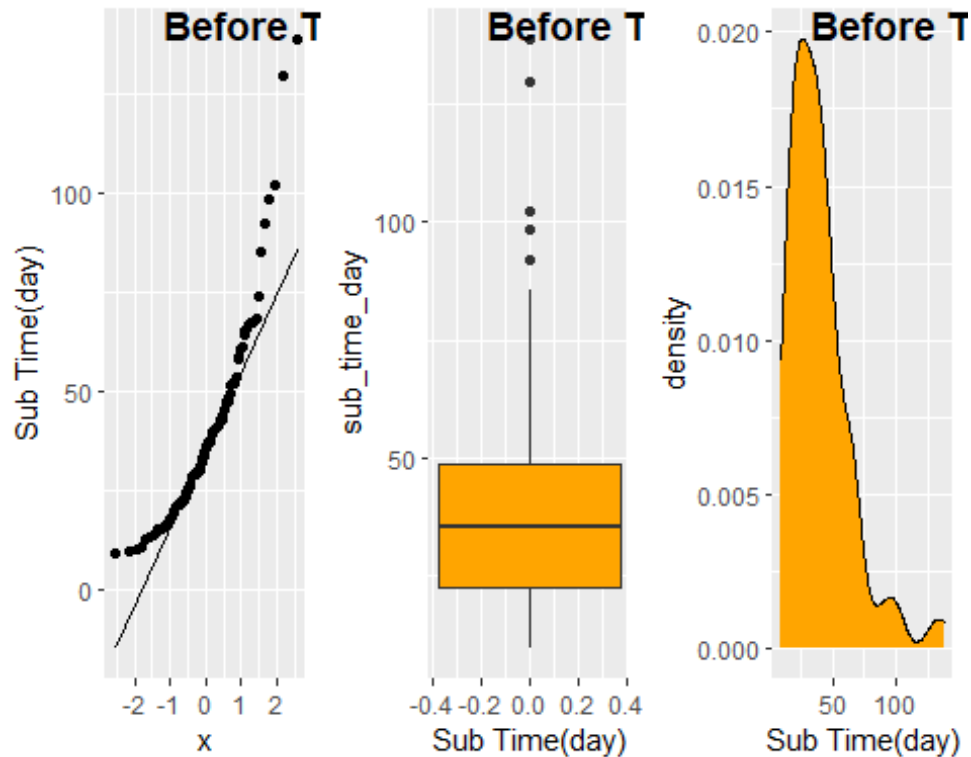 Before T
Sub Time(day)
100
50
0
-2 -1 0 1 2
x
Before T
sub_time_day
100
50
-0.4 -0.2 0.0 0.2 0.4
Sub Time(day)
Before T
density
0.020
0.015
0.010
0.005
0.000
50 100
Sub Time(day)